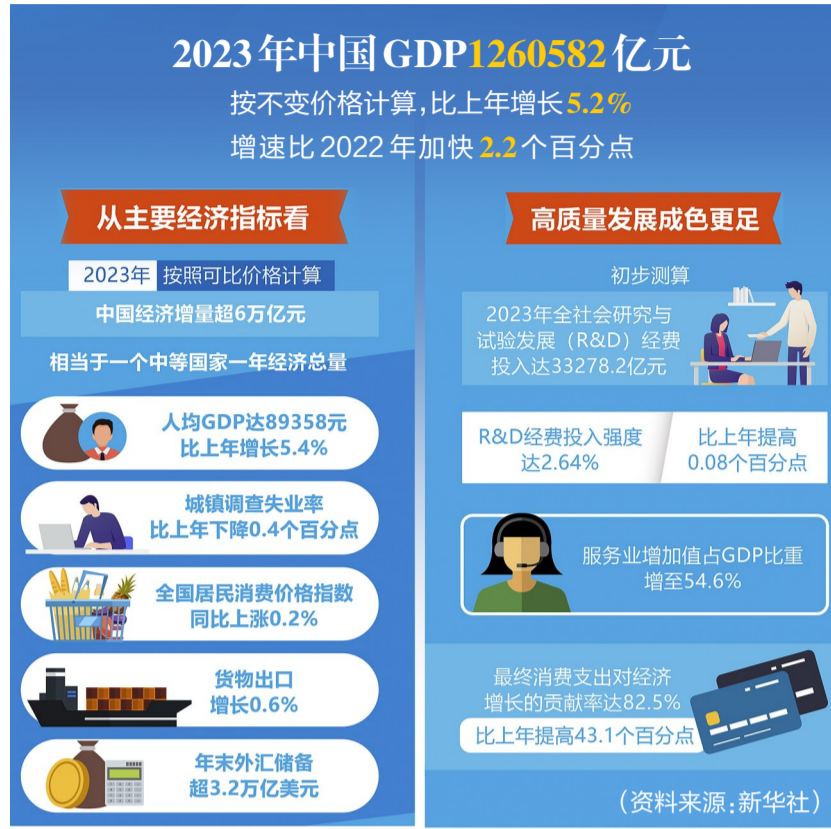 2023年中国GDP1260582亿元
按不变价格计算,比上年增长5.2%
增速比2022年加快2.2个百分点
从主要经济指标看
2023年 按照可比价格计算
中国经济增量超6万亿元
相当于一个中等国家一年经济总量
人均GDP达89358元
比上年增长5.4%
城镇调查失业率
比上年下降0.4个百分点
全国居民消费价格指数
同比上涨0.2%
货物出口
增长0.6%
年末外汇储备
超3.2万亿美元
高质量发展成色更足
初步测算
2023年全社会研究与
试验发展（R&D）经费
投入达33278.2亿元
R&D经费投入强度
达2.64%
比上年提高
0.08个百分点
服务业增加值占GDP比重
增至54.6%
最终消费支出对经济
增长的贡献率达82.5%
比上年提高43.1个百分点
（资料来源:新华社）